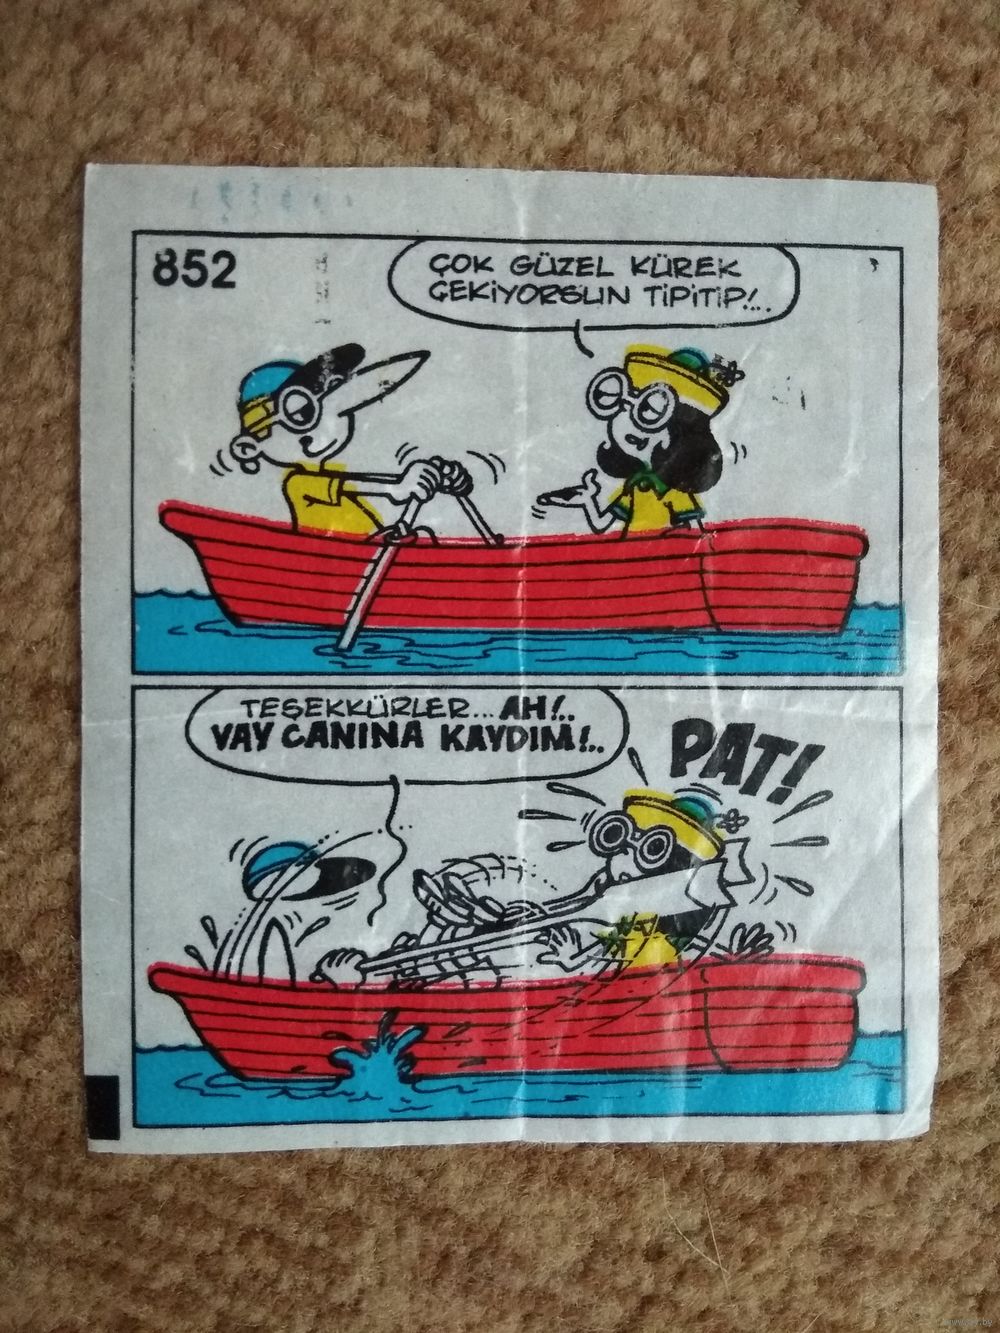 852
ÇOK GÜZEL KÜREK
ÇEKİYORSUN TİPİTİP!..
TEŞEKKÜRLER... AH!..
VAY CANINA KAYDIM!..
PAT!